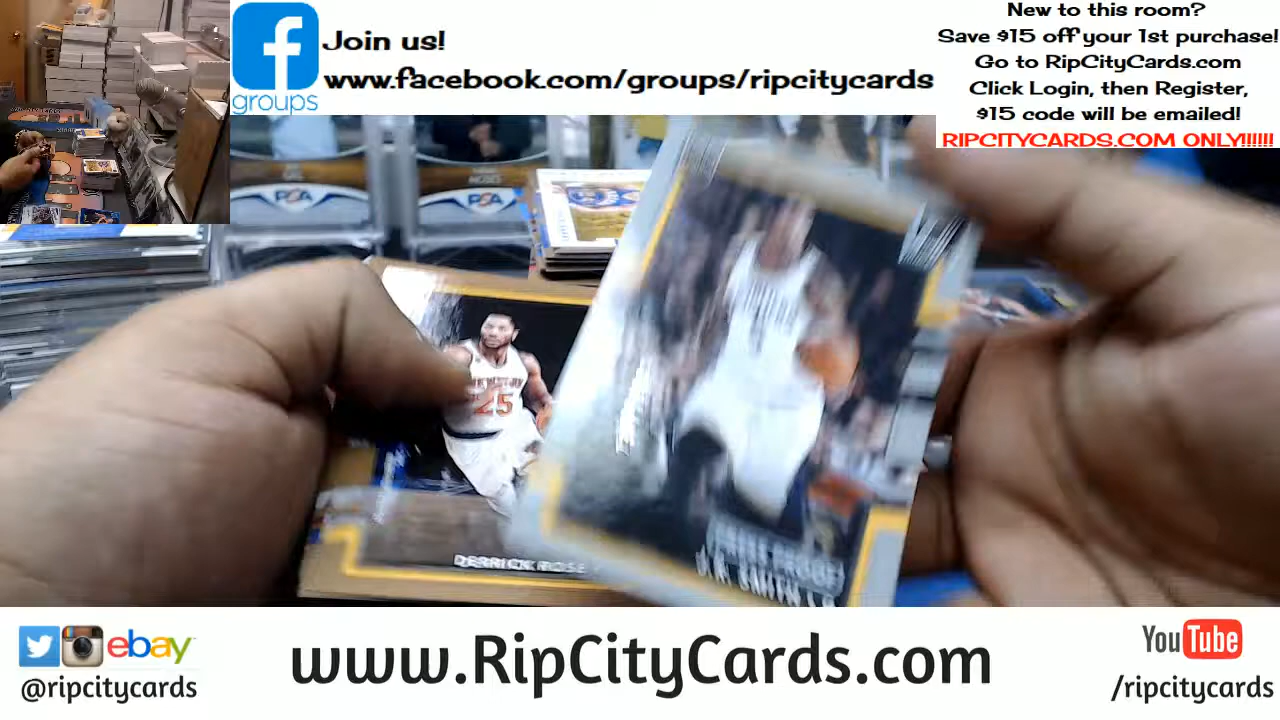 Join us!
www.facebook.com/groups/ripcitycards
groups
New to this room?
Save $15 off your 1st purchase!
Go to RipCityCards.com
Click Login, then Register,
$15 code will be emailed!
RIPCITYCARDS.COM ONLY!!!!!!
PSA
PSA
25
DERRICK ROSE
ebay
@ripcitycards
www.RipCityCards.com
YouTube
/ripcitycards